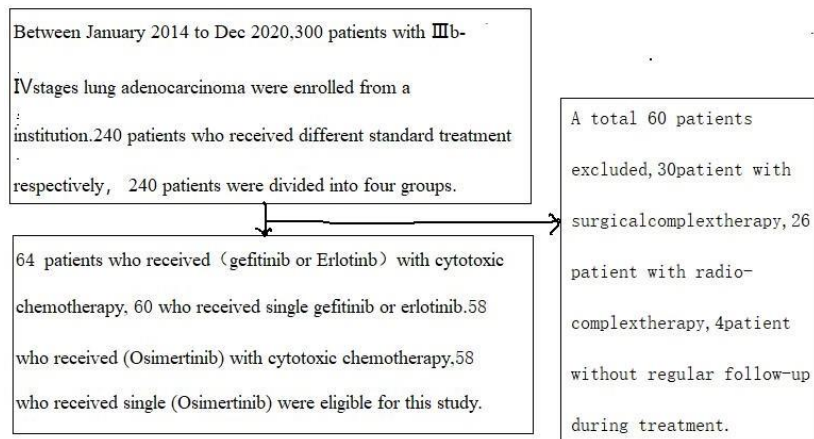 Between January 2014 to Dec 2020,300 patients with Ⅲb-
Ⅳstages lung adenocarcinoma were enrolled from a
institution.240 patients who received different standard treatment
respectively， 240 patients were divided into four groups.
64 patients who received（gefitinib or Erlotinb）with cytotoxic
chemotherapy, 60 who received single gefitinib or erlotinib.58
who received (Osimertinib) with cytotoxic chemotherapy,58
who received single (Osimertinib) were eligible for this study.
A total 60 patients
excluded,30patient with
surgicalcomplextherapy,26
patient with radio-
complextherapy,4patient
without regular follow-up
during treatment.